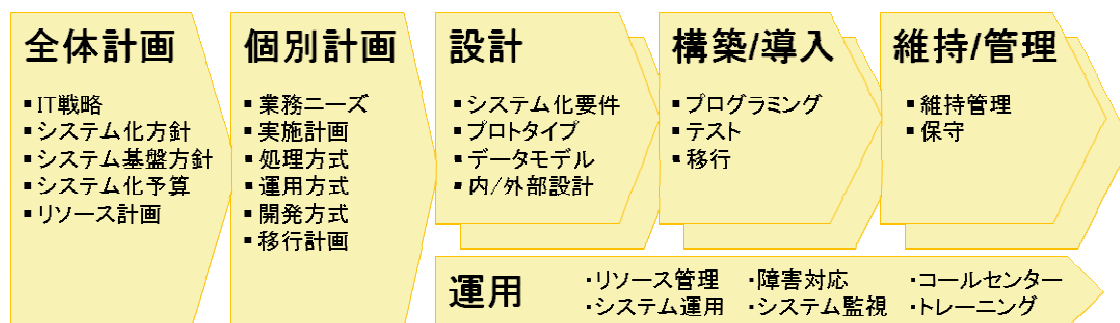 全体計画
▪IT戦略
▪システム化方針
▪システム基盤方針
▪システム化予算
▪リソース計画
個別計画
▪業務ニーズ
▪実施計画
▪処理方式
▪運用方式
▪開発方式
▪移行計画
設計
▪システム化要件
▪プロトタイプ
▪データモデル
▪内/外部設計
構築/導入
▪プログラミング
▪テスト
▪移行
維持/管理
▪維持管理
▪保守
運用
・リソース管理 ・障害対応 ・コールセンター
・システム運用 ・システム監視 ・トレーニング